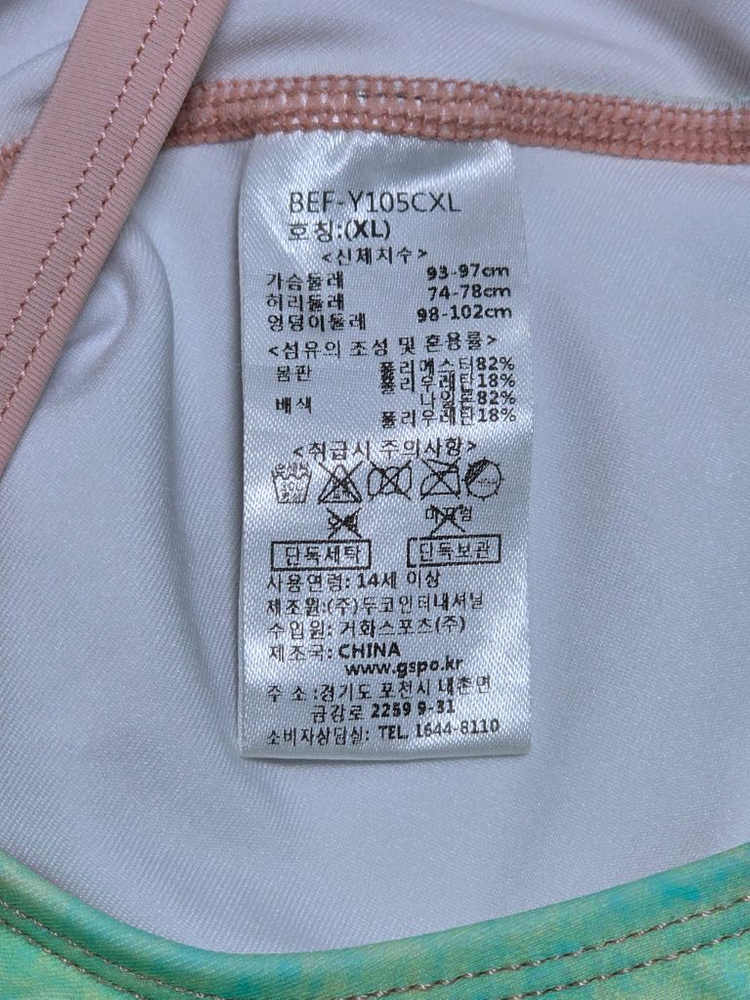 BEF-Y105CXL
호칭:(XL)
<신체치수>
가슴둘레 93-97cm
허리둘레 74-78cm
엉덩이둘레 98-102cm
<섬유의 조성 및 혼용률>
몸판 폴리에스터82%
폴리우레탄18%
배색 나일론82%
폴리우레탄18%
<취급시 주의사항>
단독세탁 단독보관
사용연령: 14세 이상
제조원:(주)두코인터내셔널
수입원: 거화스포츠(주)
제조국: CHINA
www.gspo.kr
주 소 :경기도 포천시 내촌면
금강로 2259 9-31
소비자상담실: TEL. 1644-8110